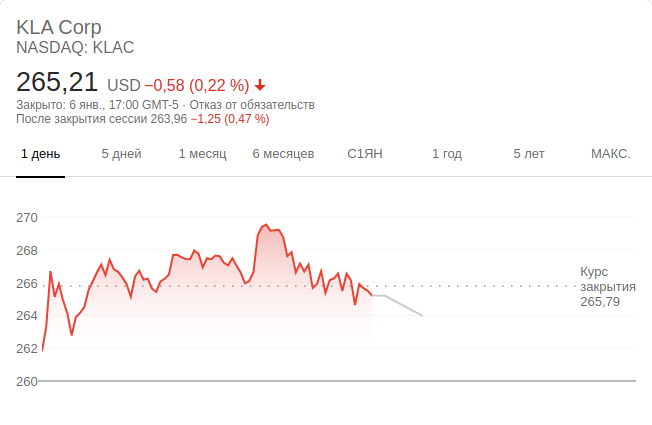 KLA Corp
NASDAQ: KLAC
265,21 USD −0,58 (0,22 %)
Закрыто: 6 янв., 17:00 GMT-5 · Отказ от обязательств
После закрытия сессии 263,96 −1,25 (0,47 %)
1 день 5 дней 1 месяц 6 месяцев С1ЯН 1 год 5 лет МАКС.
270
268
266
264
262
260
Курс
закрытия
265,79